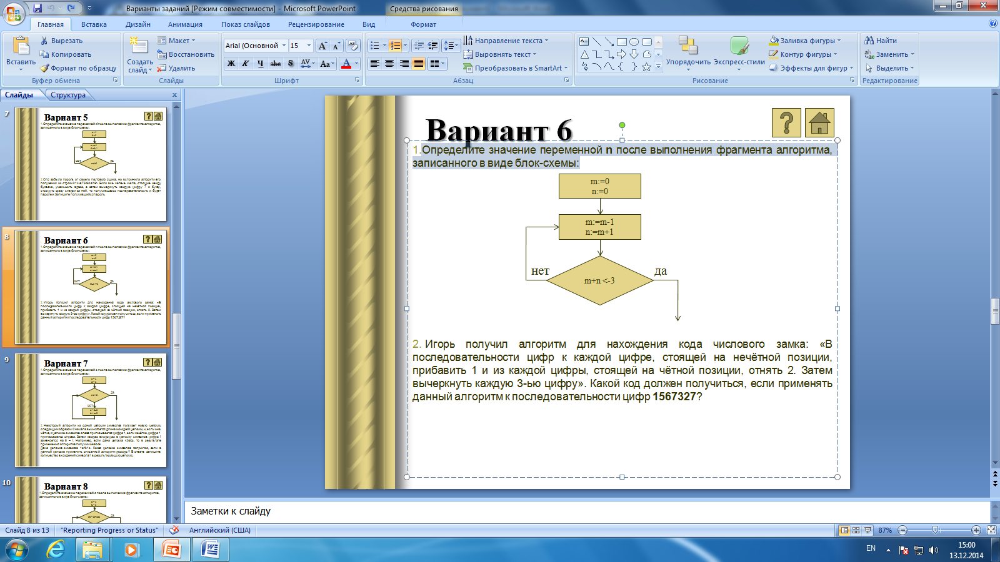 Варианты заданий [Режим совместимости] - Microsoft PowerPoint
Средства рисования
Главная Вставка Дизайн Анимация Показ слайдов Рецензирование Вид Формат
Вставить
Вырезать
Копировать
Формат по образцу
Буфер обмена
Создать слайд
Макет
Восстановить
Удалить
Слайды
Arial (Основной 15
Ж К Ч abc S AV Aa A
Шрифт
Направление текста
Выровнять текст
Преобразовать в SmartArt
Абзац
Упорядочить Экспресс-стили
Заливка фигуры
Контур фигуры
Эффекты для фигур
Рисование
Найти
Заменить
Выделить
Редактирование
Слайды Структура
7
Вариант 5
8
Вариант 6
9
Вариант 7
10
Вариант 8
Вариант 6
1.Определите значение переменной n после выполнения фрагмента алгоритма,
записанного в виде блок-схемы:
m:=0
n:=0
m:=m-1
n:=m+1
нет
m+n <-3
да
2. Игорь получил алгоритм для нахождения кода числового замка: «В
последовательности цифр к каждой цифре, стоящей на нечётной позиции,
прибавить 1 и из каждой цифры, стоящей на чётной позиции, отнять 2. Затем
вычеркнуть каждую 3-ью цифру». Какой код должен получиться, если применять
данный алгоритм к последовательности цифр 1567327?
Заметки к слайду
Слайд 8 из 13 "Reporting Progress or Status" Английский (США) 87%
EN
15:00
13.12.2014